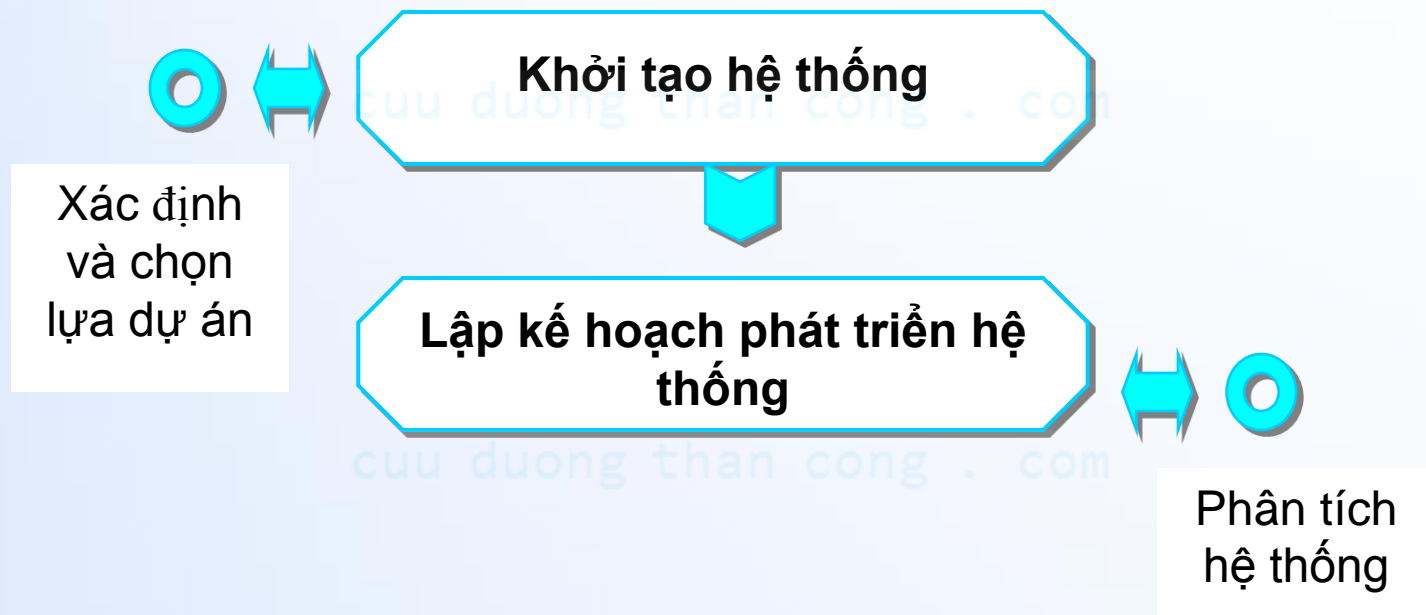 Khởi tạo hệ thống
cuu duong than cong . com
Xác định
và chọn
lựa dự án
Lập kế hoạch phát triển hệ
thống
cuu duong than cong . com
Phân tích
hệ thống